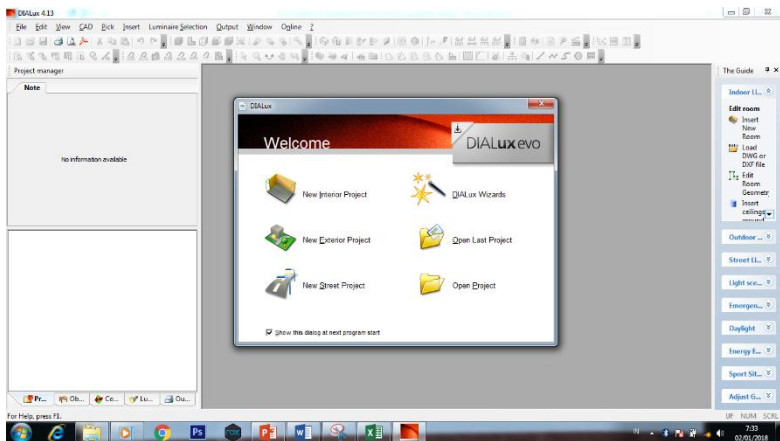 DIALux 4.13
File Edit View CAD Pick Insert Luminaire Selection Output Window Online ?
Project manager
Note
No information available
Pr... Ob... Co... Lu... Ou...
For Help, press F1.
DIALux
Welcome
DIALux evo
New Interior Project
DIALux Wizards
New Exterior Project
Open Last Project
New Street Project
Open Project
Show this dialog at next program start
The Guide
Indoor Li...
Edit room
Insert
New
Room
Load
DWG or
DXF file
Edit
Room
Geometr
Insert
ceilings
Outdoor ...
Street Li...
Light sce...
Emergen...
Daylight
Energy E...
Sport Sit...
Adjust G...
UF NUM SCRL
Ps
IN
7:33
02/01/2018